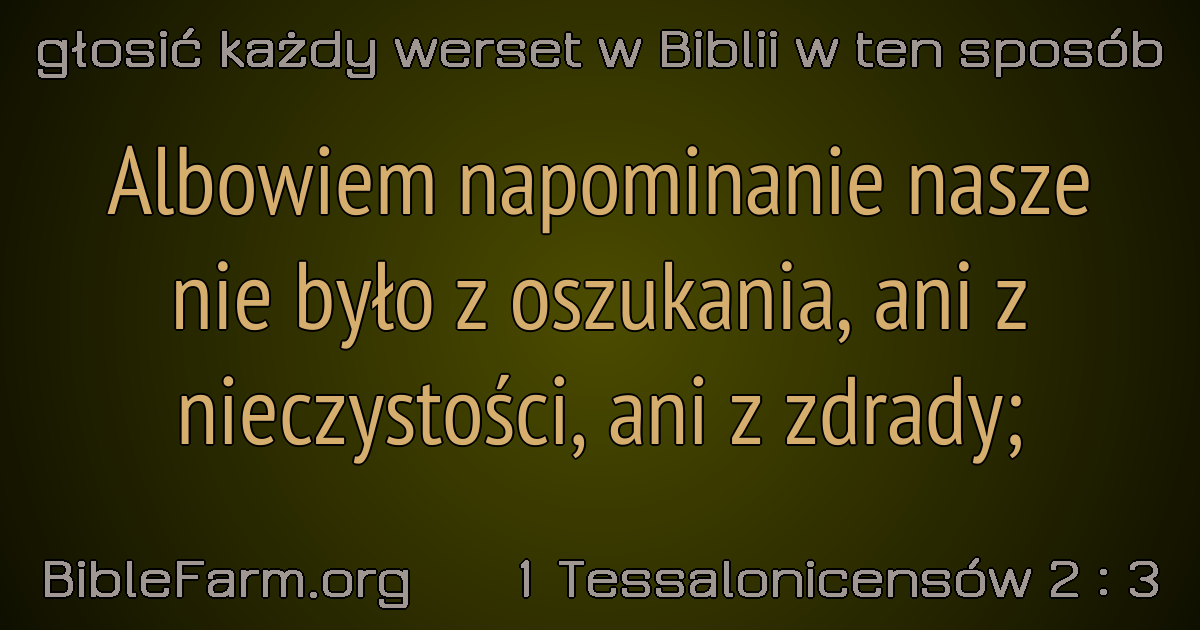 głosić każdy werset w Biblii w ten sposób
Albowiem napominanie nasze
nie było z oszukania, ani z
nieczystości, ani z zdrady;
BibleFarm.org 1 Tessalonicensów 2 : 3